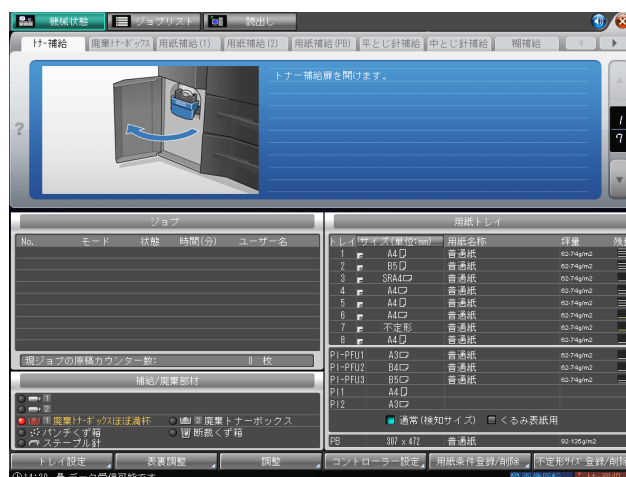 機械状態 ジョブリスト 読出し
トナー補給 廃棄トナーボックス 用紙補給(1) 用紙補給(2) 用紙補給(PB) 平とじ針補給 中とじ針補給 糊補給
トナー補給扉を開けます。
?
1
7
ジョブ
No. モード 状態 時間(分) ユーザー名
現ジョブの原稿カウンター数: 0 枚
補給/廃棄部材
1
2
1 廃棄トナーボックスほぼ満杯 2 廃棄トナーボックス
パンチくず箱 断裁くず箱
ステープル針
用紙トレイ
トレイ サイズ(単位:mm) 用紙名称 坪量 残
1 A4 普通紙 62-74g/m2
2 B5 普通紙 62-74g/m2
3 SRA4 普通紙 62-74g/m2
4 A4 普通紙 62-74g/m2
5 A4 普通紙 62-74g/m2
6 A4 普通紙 62-74g/m2
7 不定形 普通紙 62-74g/m2
8 A4 普通紙 62-74g/m2
PI-PFU1 A3 普通紙 62-74g/m2
PI-PFU2 B4 普通紙 62-74g/m2
PI-PFU3 B5 普通紙 62-74g/m2
PI1 A4
PI2 A3
通常(検知サイズ) くるみ表紙用
PB 307 x 472 普通紙 92-135g/m2
トレイ設定 表裏調整 調整 コントローラー設定 用紙条件登録/削除 不定形サイズ登録/削除
14:30 データ受信可能です